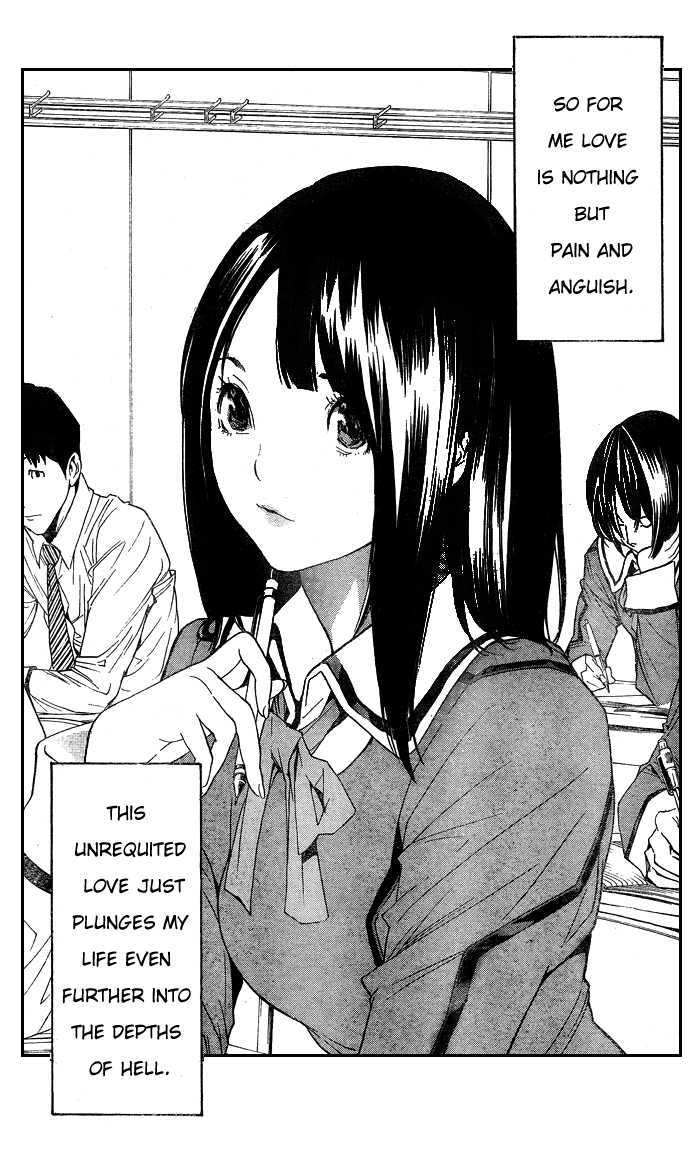 SO FOR
ME LOVE
IS NOTHING
BUT
PAIN AND
ANGUISH.
THIS
UNREQUITED
LOVE JUST
PLUNGES MY
LIFE EVEN
FURTHER INTO
THE DEPTHS
OF HELL.